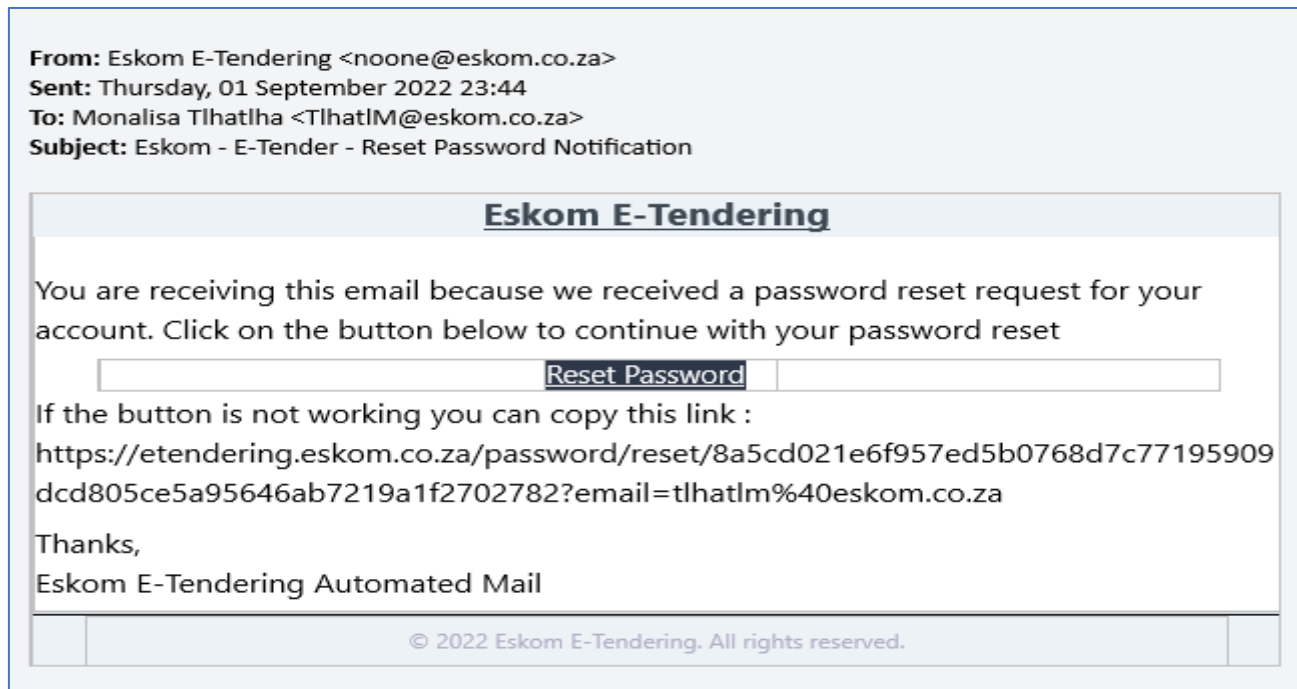 From: Eskom E-Tendering <noone@eskom.co.za>
Sent: Thursday, 01 September 2022 23:44
To: Monalisa Tlhatlha <TlhatlM@eskom.co.za>
Subject: Eskom - E-Tender - Reset Password Notification
Eskom E-Tendering
You are receiving this email because we received a password reset request for your
account. Click on the button below to continue with your password reset
Reset Password
If the button is not working you can copy this link :
https://etendering.eskom.co.za/password/reset/8a5cd021e6f957ed5b0768d7c77195909
dcd805ce5a95646ab7219a1f2702782?email=tlhatlm%40eskom.co.za
Thanks,
Eskom E-Tendering Automated Mail
© 2022 Eskom E-Tendering. All rights reserved.